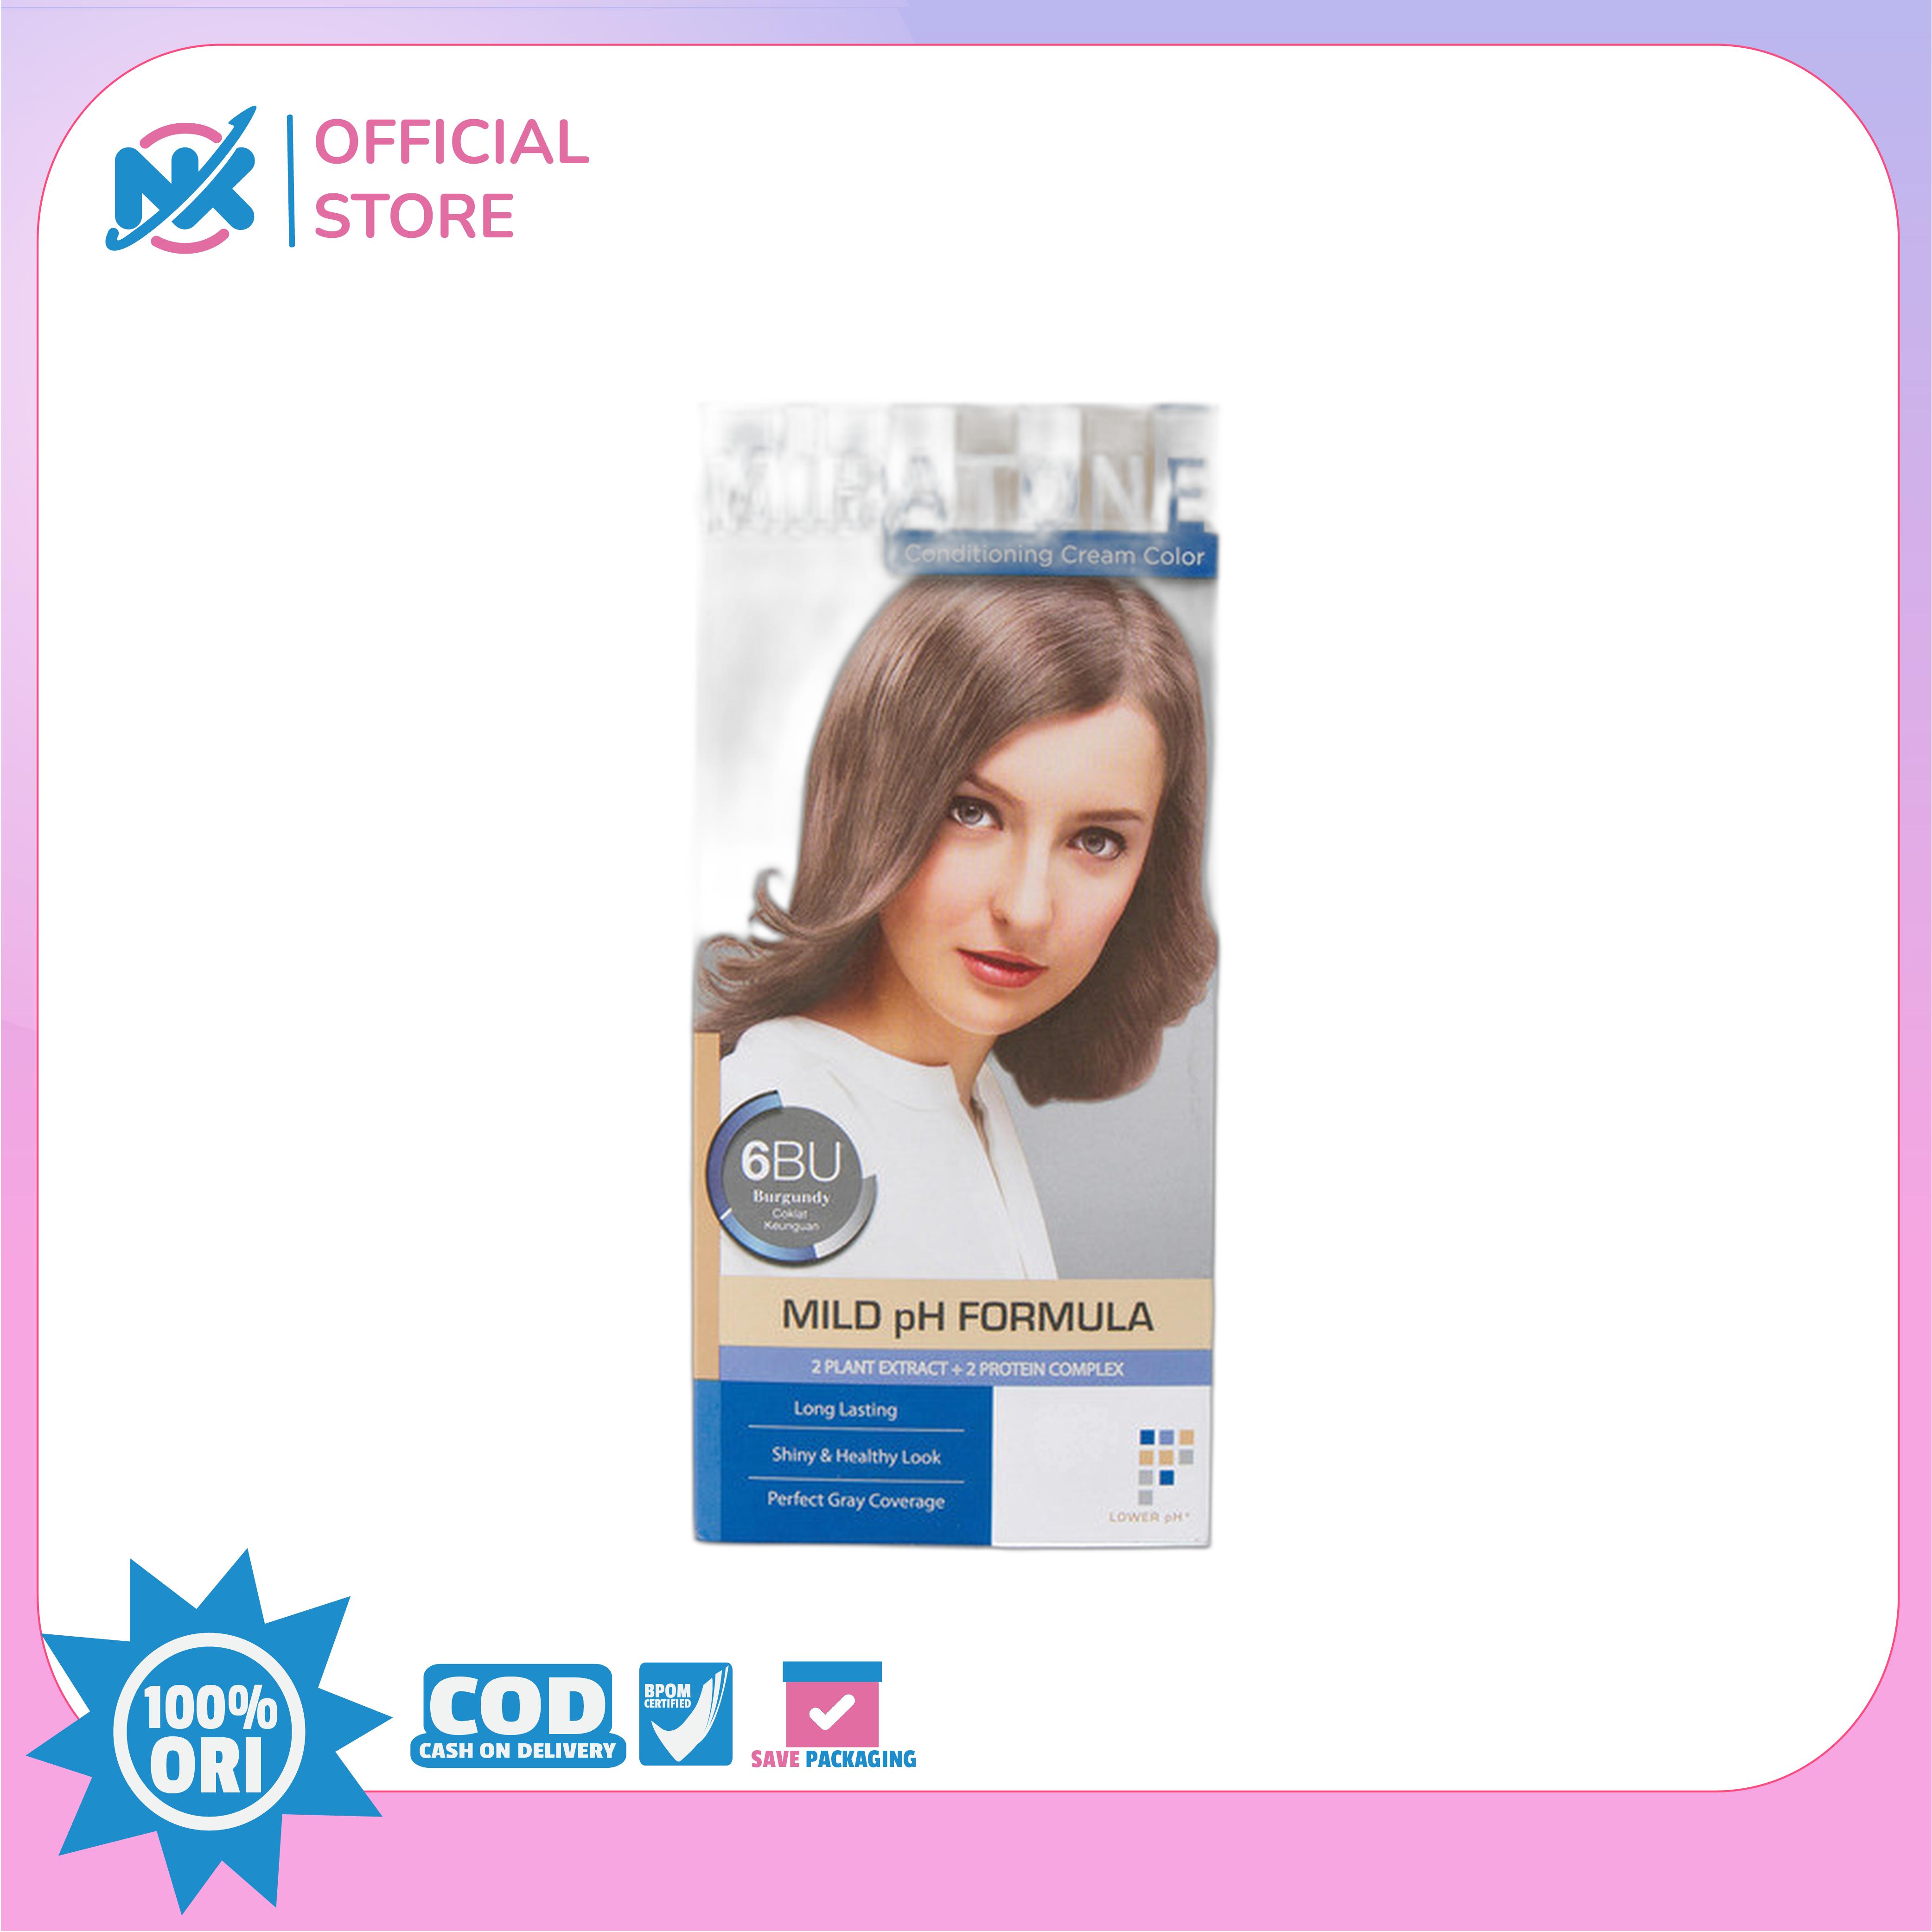 NK
OFFICIAL
STORE
MIRATONE
Conditioning Cream Color
6BU
Burgundy
Coklat
Keunguan
MILD pH FORMULA
2 PLANT EXTRACT + 2 PROTEIN COMPLEX
Long Lasting
Shiny & Healthy Look
Perfect Gray Coverage
LOWER pH*
100%
ORI
COD
CASH ON DELIVERY
BPOM
CERTIFIED
SAVE PACKAGING